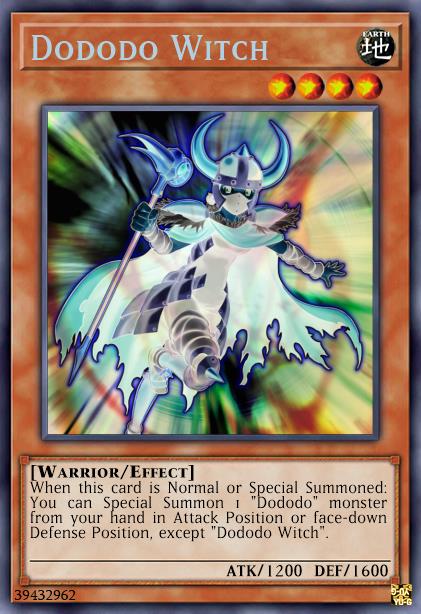 Dododo Witch
EARTH
地
[Warrior/Effect]
When this card is Normal or Special Summoned:
You can Special Summon 1 "Dododo" monster
from your hand in Attack Position or face-down
Defense Position, except "Dododo Witch".
ATK/1200 DEF/1600
39432962